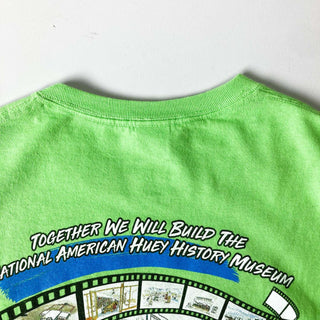 Together We Will Build The
ational American Huey History Museum